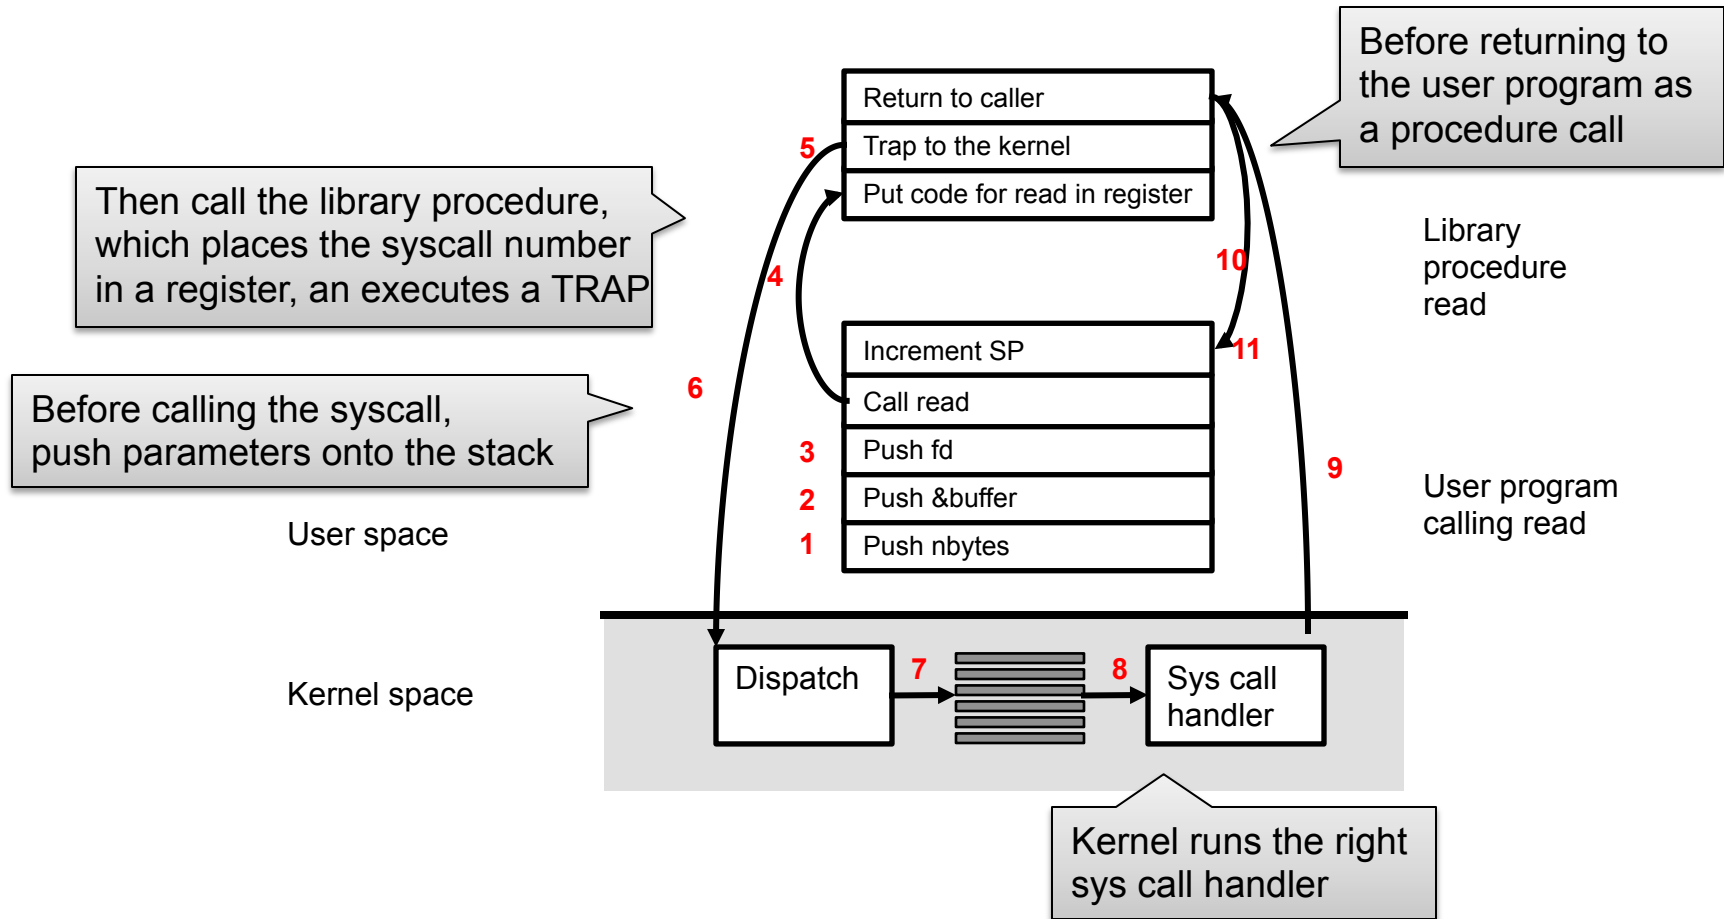 Before returning to
the user program as
a procedure call
Return to caller
5
Trap to the kernel
Put code for read in register
Then call the library procedure,
which places the syscall number
in a register, an executes a TRAP
4
10
Library
procedure
read
Increment SP
11
6
Call read
Before calling the syscall,
push parameters onto the stack
3
Push fd
9
2
Push &buffer
User program
calling read
User space
1
Push nbytes
Kernel space
Dispatch
7
8
Sys call
handler
Kernel runs the right
sys call handler